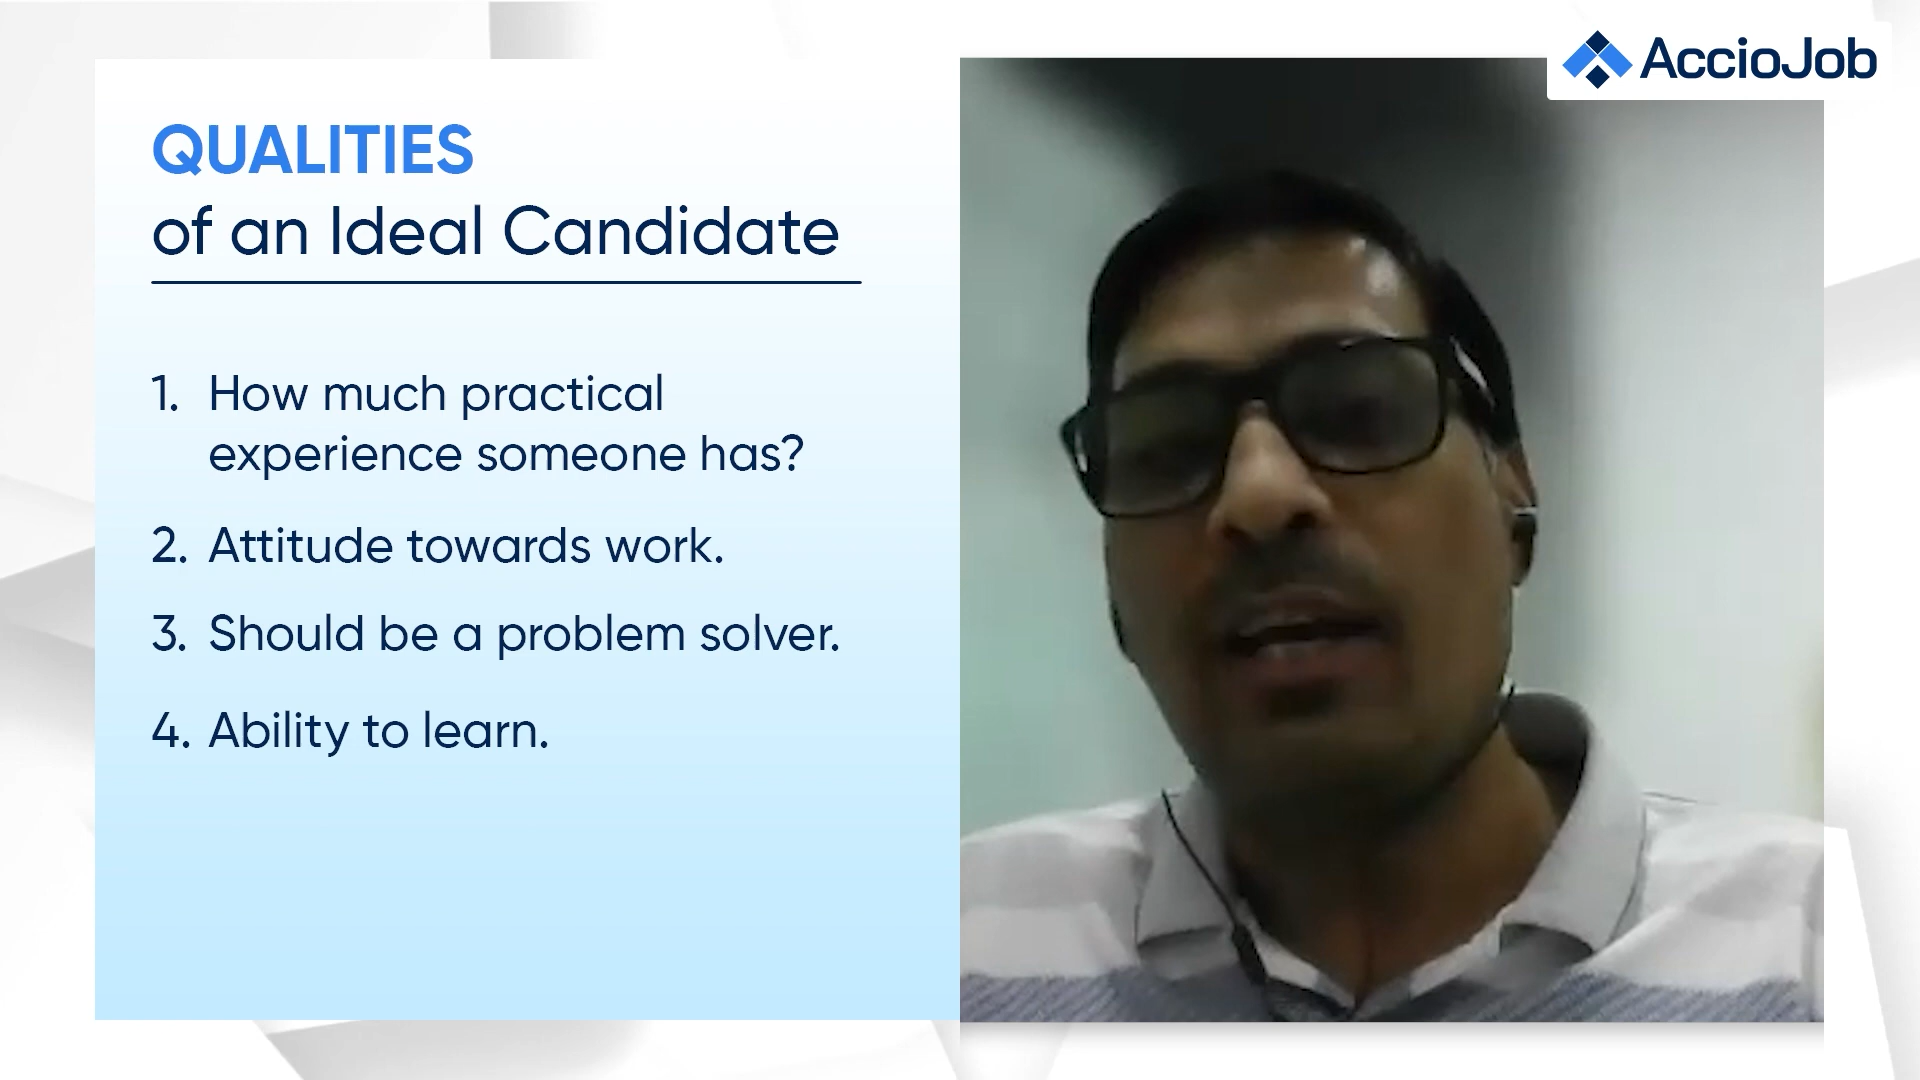 AccioJob
QUALITIES
of an Ideal Candidate
1. How much practical
experience someone has?
2. Attitude towards work.
3. Should be a problem solver.
4. Ability to learn.